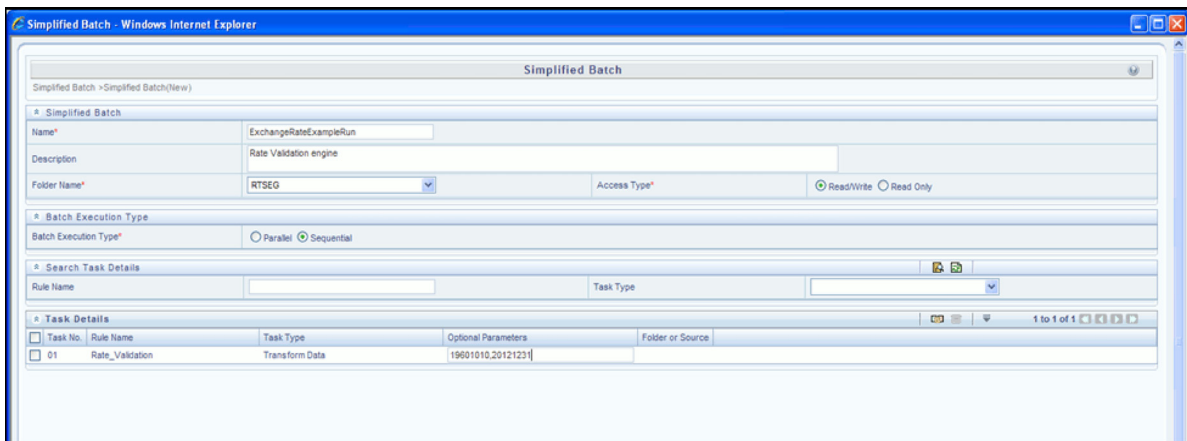 Simplified Batch - Windows Internet Explorer
Simplified Batch
Simplified Batch >Simplified Batch(New)
Simplified Batch
Name* ExchangeRateExampleRun
Description Rate Validation engine
Folder Name* RTSEG Access Type* Read/Write Read Only
Batch Execution Type
Batch Execution Type* Parallel Sequential
Search Task Details
Rule Name Task Type
Task Details 1 to 1 of 1
Task No. Rule Name Task Type Optional Parameters Folder or Source
01 Rate_Validation Transform Data 19601010,20121231